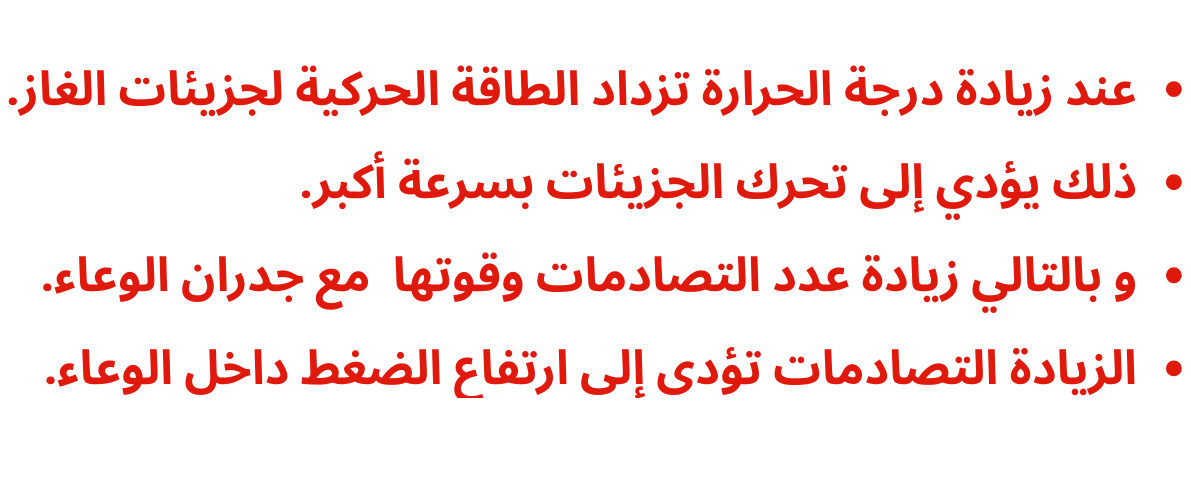 • عند زيادة درجة الحرارة تزداد الطاقة الحركية لجزيئات الغاز.
• ذلك يؤدي إلى تحرك الجزيئات بسرعة أكبر.
• و بالتالي زيادة عدد التصادمات وقوتها  مع جدران الوعاء.
• الزيادة التصادمات تؤدى إلى ارتفاع الضغط داخل الوعاء.